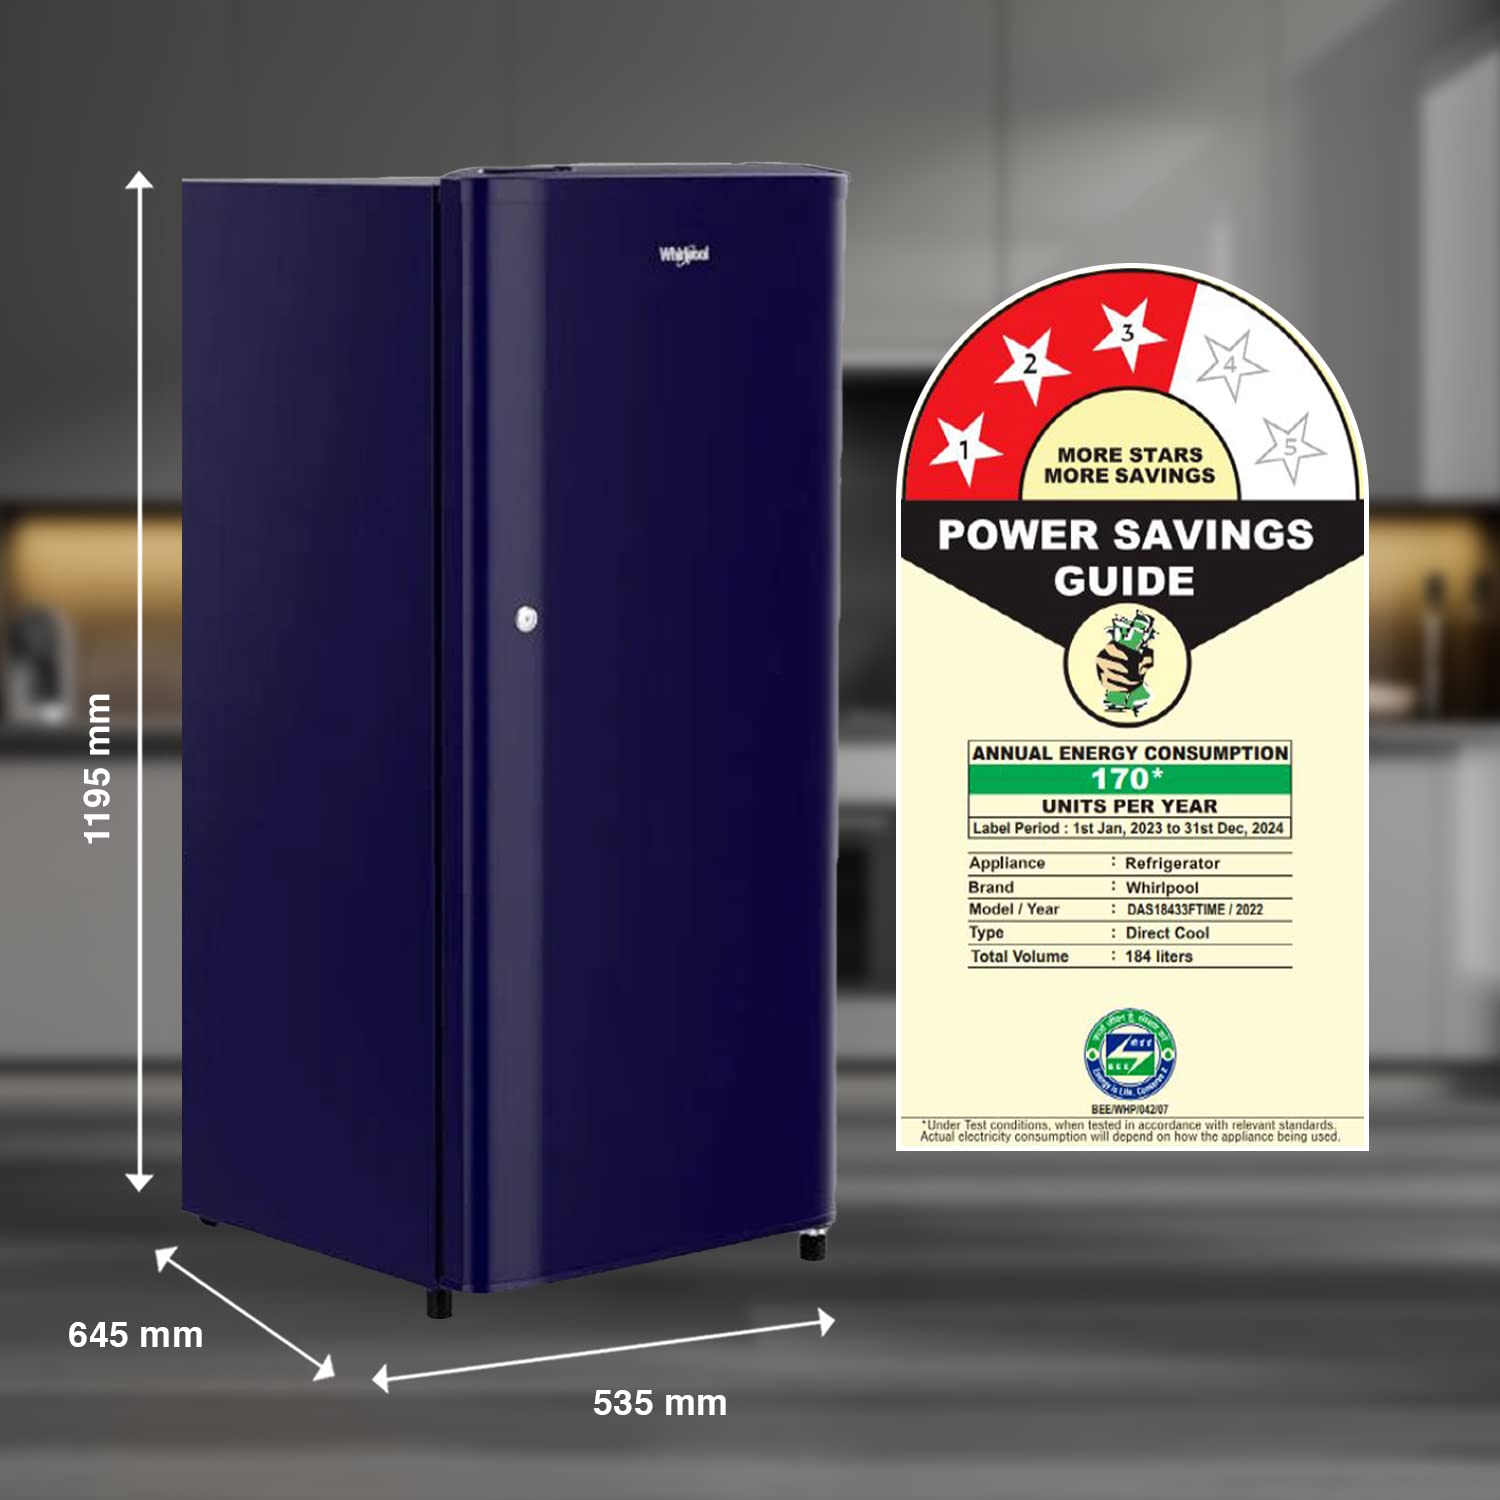 Whirlpool
1195 mm
645 mm
535 mm
1
2
3
4
5
MORE STARS
MORE SAVINGS
POWER SAVINGS
GUIDE
ANNUAL ENERGY CONSUMPTION
170*
UNITS PER YEAR
Label Period : 1st Jan, 2023 to 31st Dec, 2024
Appliance : Refrigerator
Brand : Whirlpool
Model / Year : DAS18433FTIME / 2022
Type : Direct Cool
Total Volume : 184 liters
BEE
BEE/WHP/042/07
*Under Test conditions, when tested in accordance with relevant standards.
Actual electricity consumption will depend on how the appliance being used.